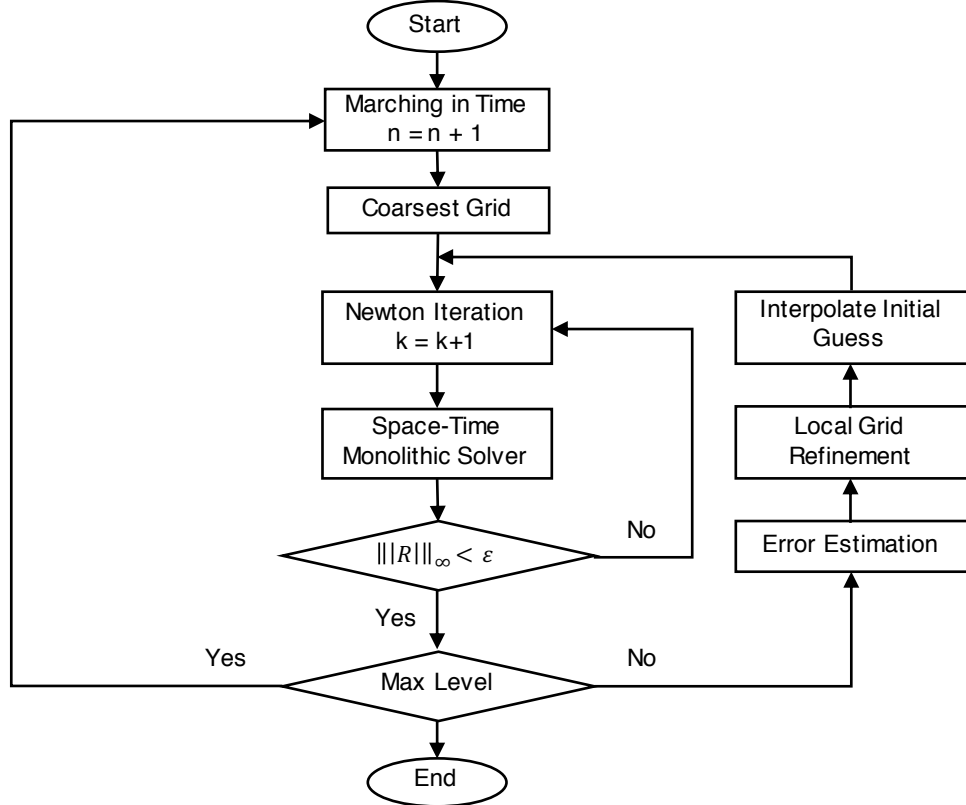 Start
Marching in Time
n = n + 1
Coarsest Grid
Newton Iteration
k = k+1
Interpolate Initial
Guess
Space-Time
Monolithic Solver
Local Grid
Refinement
‖|R|‖∞ < ε
No
Error Estimation
Yes
Yes
Max Level
No
End